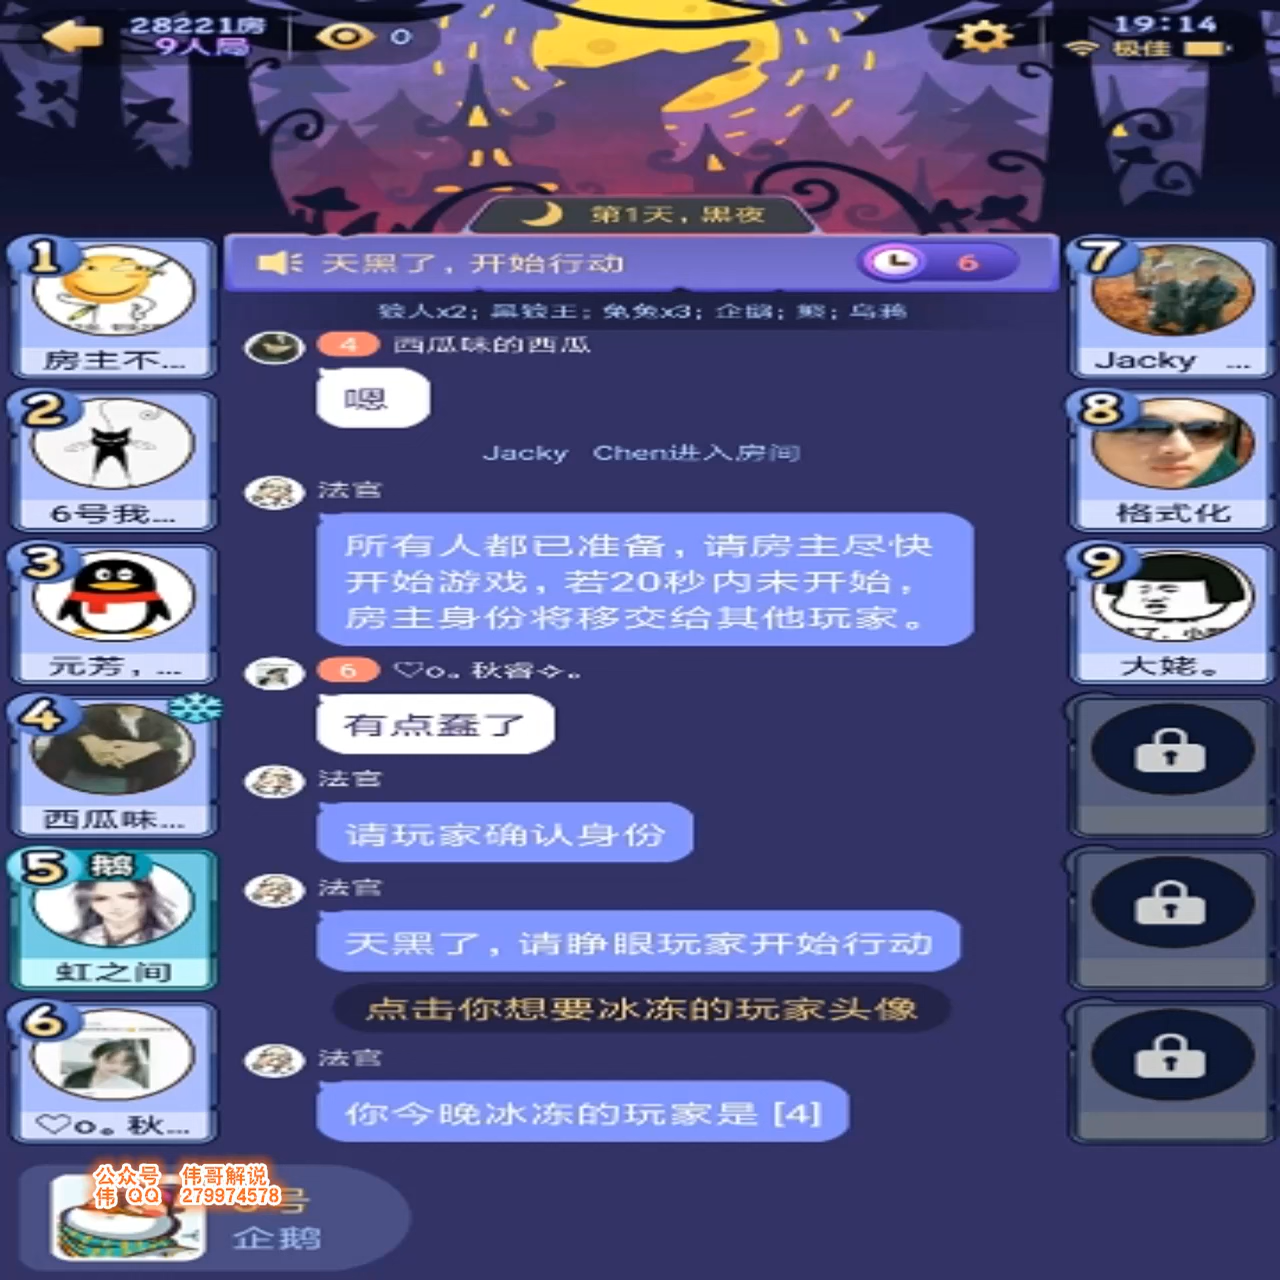 28221房
9人局
0
19:14
极佳
第1天，黑夜
天黑了，开始行动
6
狼人x2；黑狼王；兔兔x3；企鹅；熊；乌鸦
1
房主不...
2
6号我...
3
元芳，...
4
西瓜味...
5 鹅
虹之间
6
♡o。秋...
4 西瓜味的西瓜
嗯
Jacky Chen进入房间
法官
所有人都已准备，请房主尽快
开始游戏，若20秒内未开始，
房主身份将移交给其他玩家。
6 ♡o。秋睿✧。
有点蠢了
法官
请玩家确认身份
法官
天黑了，请睁眼玩家开始行动
点击你想要冰冻的玩家头像
法官
你今晚冰冻的玩家是 [4]
7
Jacky ...
8
格式化
9
大姥。
公众号 伟哥解说
伟 QQ 279974578
号
企鹅